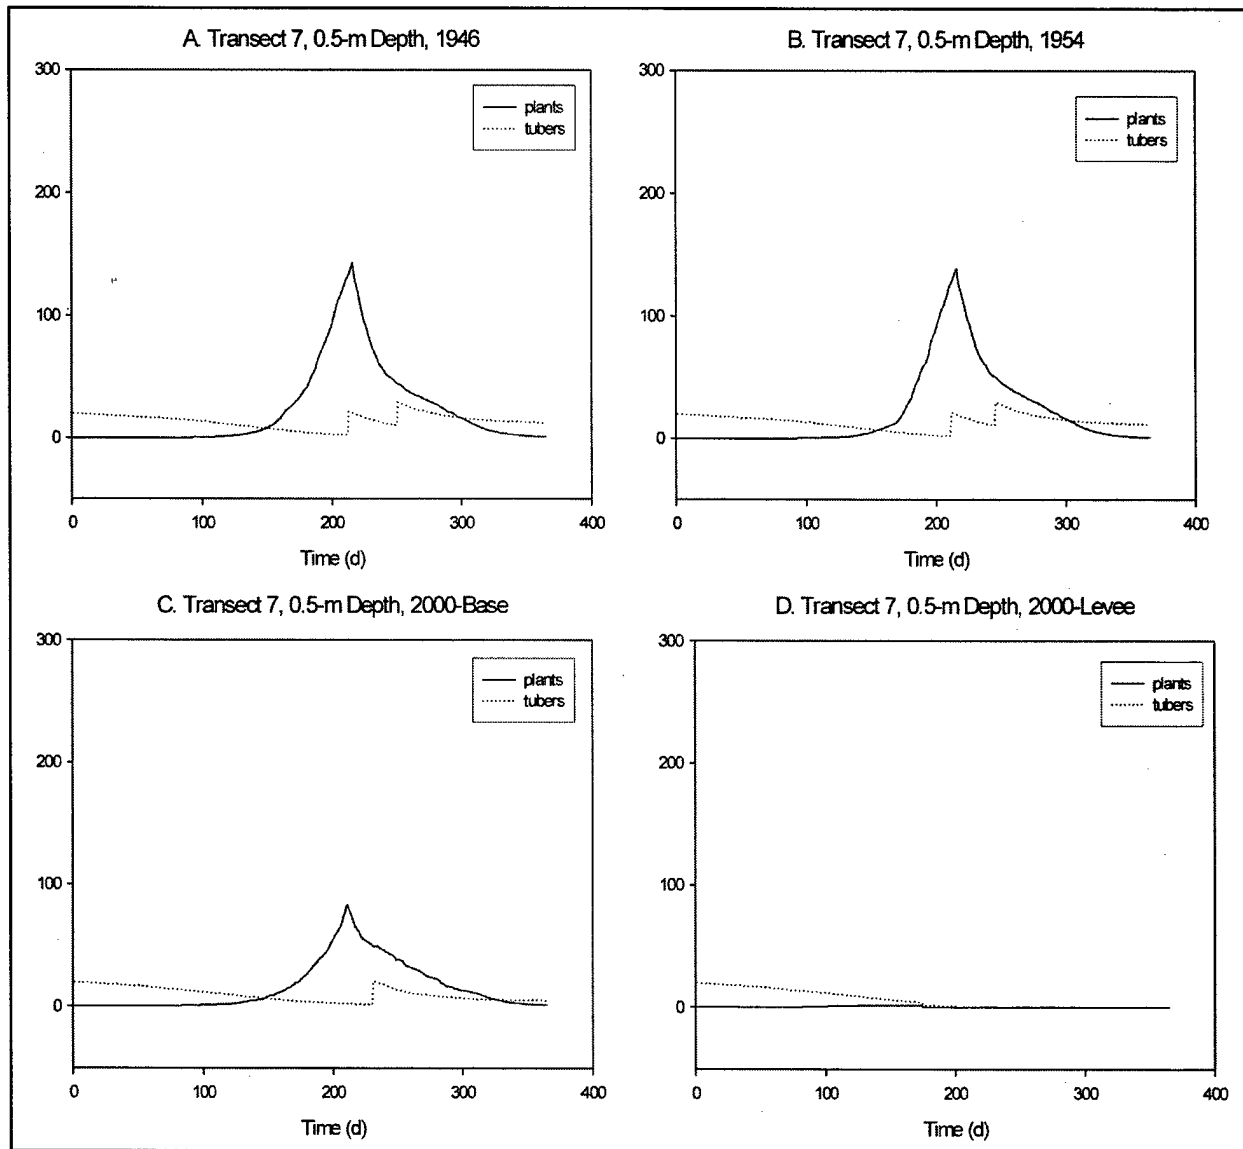 A. Transect 7, 0.5-m Depth, 1946
300
200
100
0
plants
tubers
0 100 200 300 400
Time (d)
B. Transect 7, 0.5-m Depth, 1954
300
200
100
0
plants
tubers
0 100 200 300 400
Time (d)
C. Transect 7, 0.5-m Depth, 2000-Base
300
200
100
0
plants
tubers
0 100 200 300 400
Time (d)
D. Transect 7, 0.5-m Depth, 2000-Levee
300
200
100
0
plants
tubers
0 100 200 300 400
Time (d)